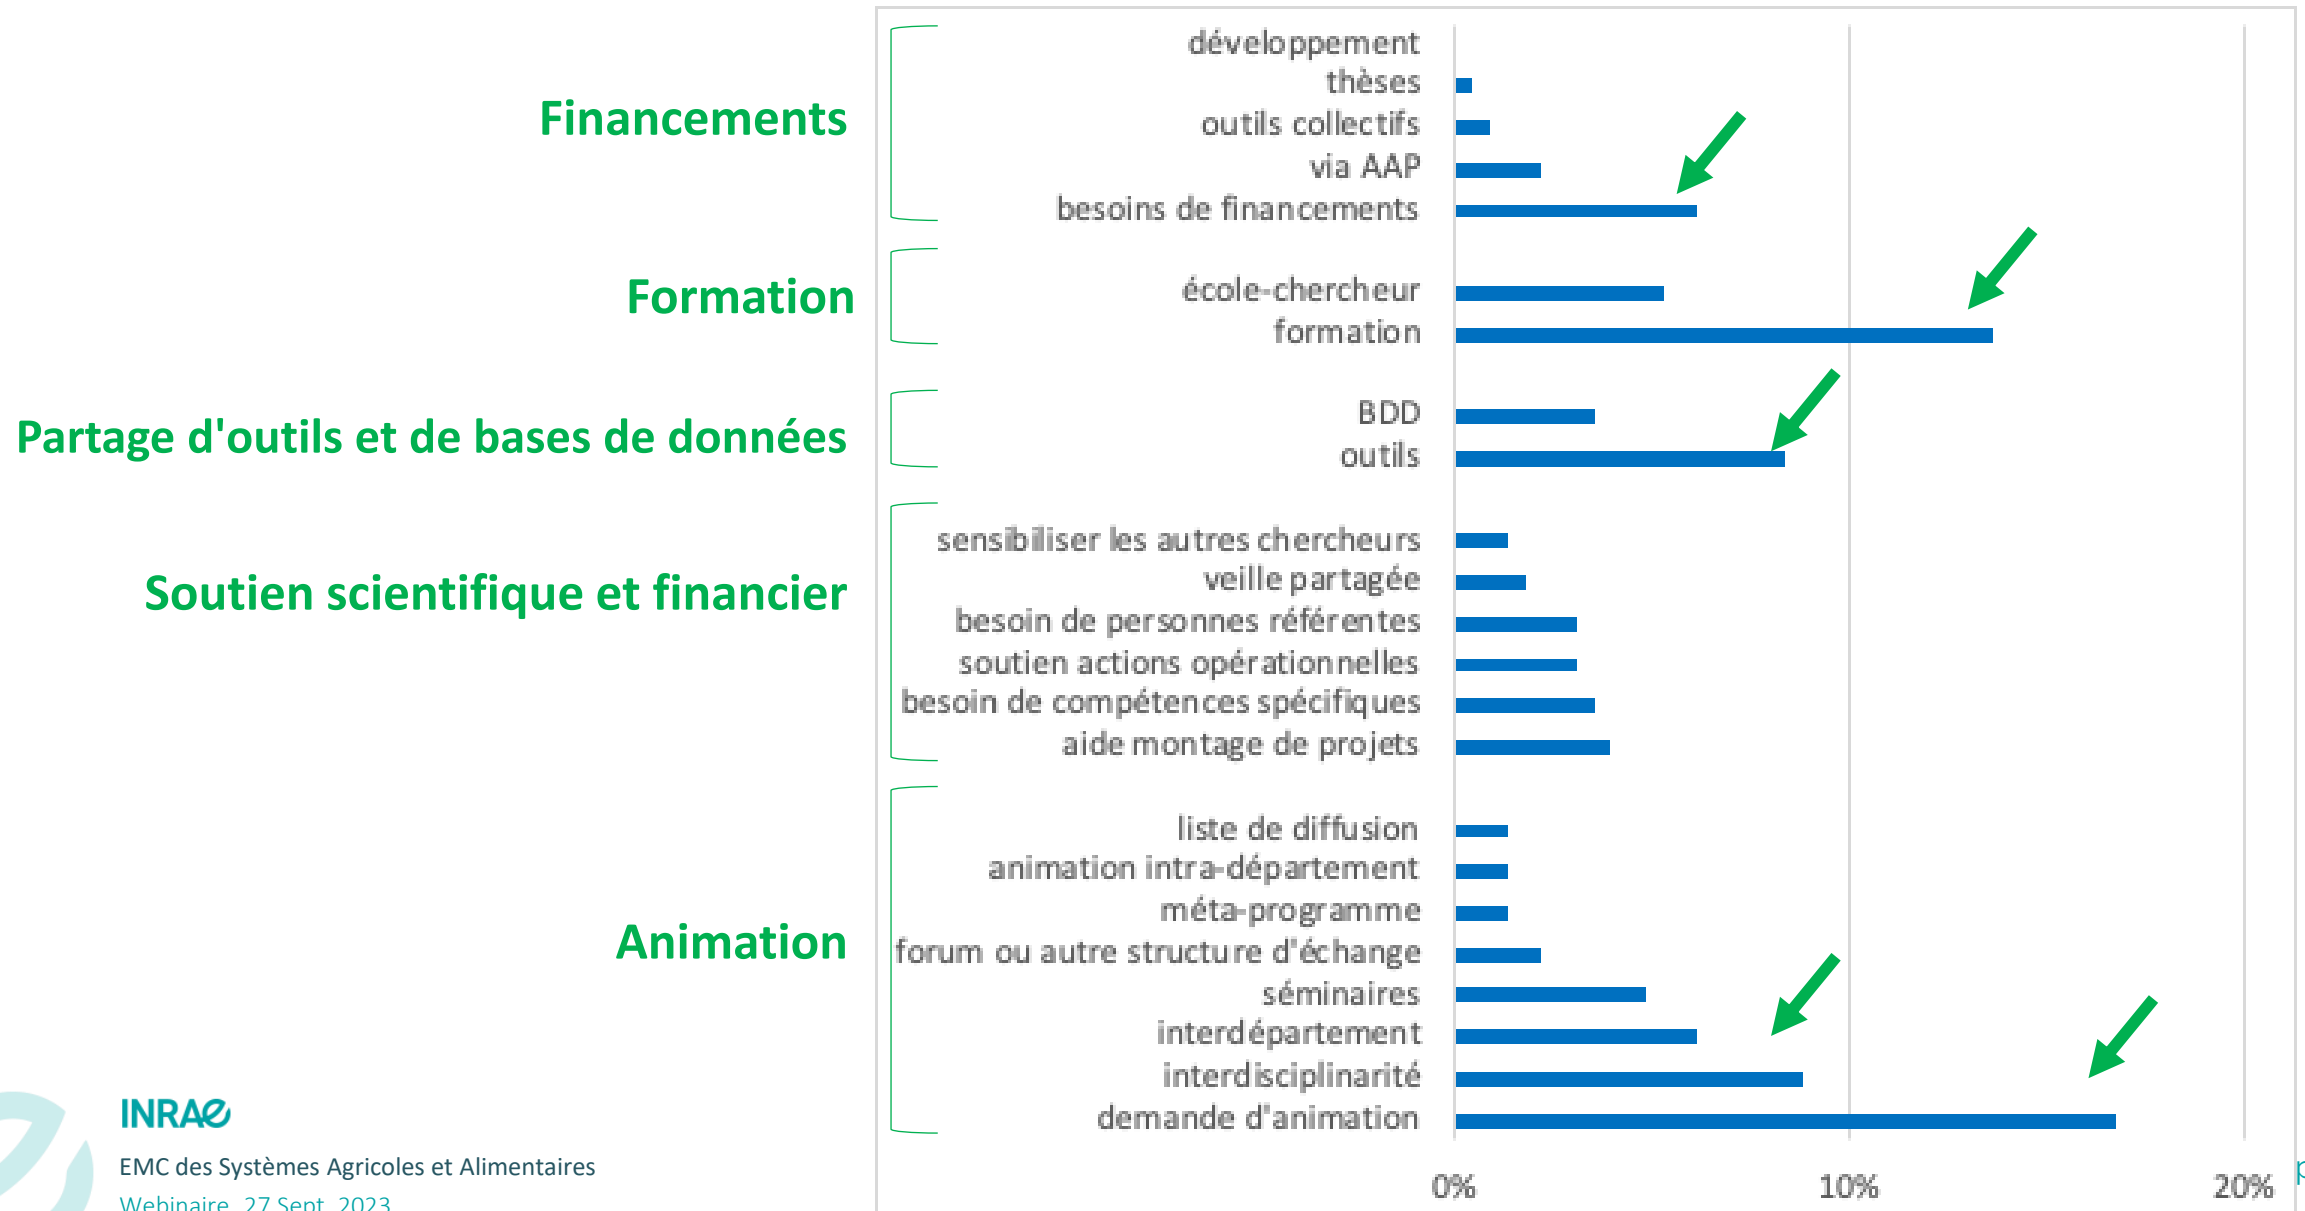 Financements
développement
thèses
outils collectifs
via AAP
besoins de financements
Formation
école-chercheur
formation
Partage d'outils et de bases de données
BDD
outils
Soutien scientifique et financier
sensibiliser les autres chercheurs
veille partagée
besoin de personnes référentes
soutien actions opérationnelles
besoin de compétences spécifiques
aide montage de projets
Animation
liste de diffusion
animation intra-département
méta-programme
forum ou autre structure d'échange
séminaires
interdépartement
interdisciplinarité
demande d'animation
0% 10% 20%
INRAE
EMC des Systèmes Agricoles et Alimentaires
Webinaire, 27 Sept. 2023